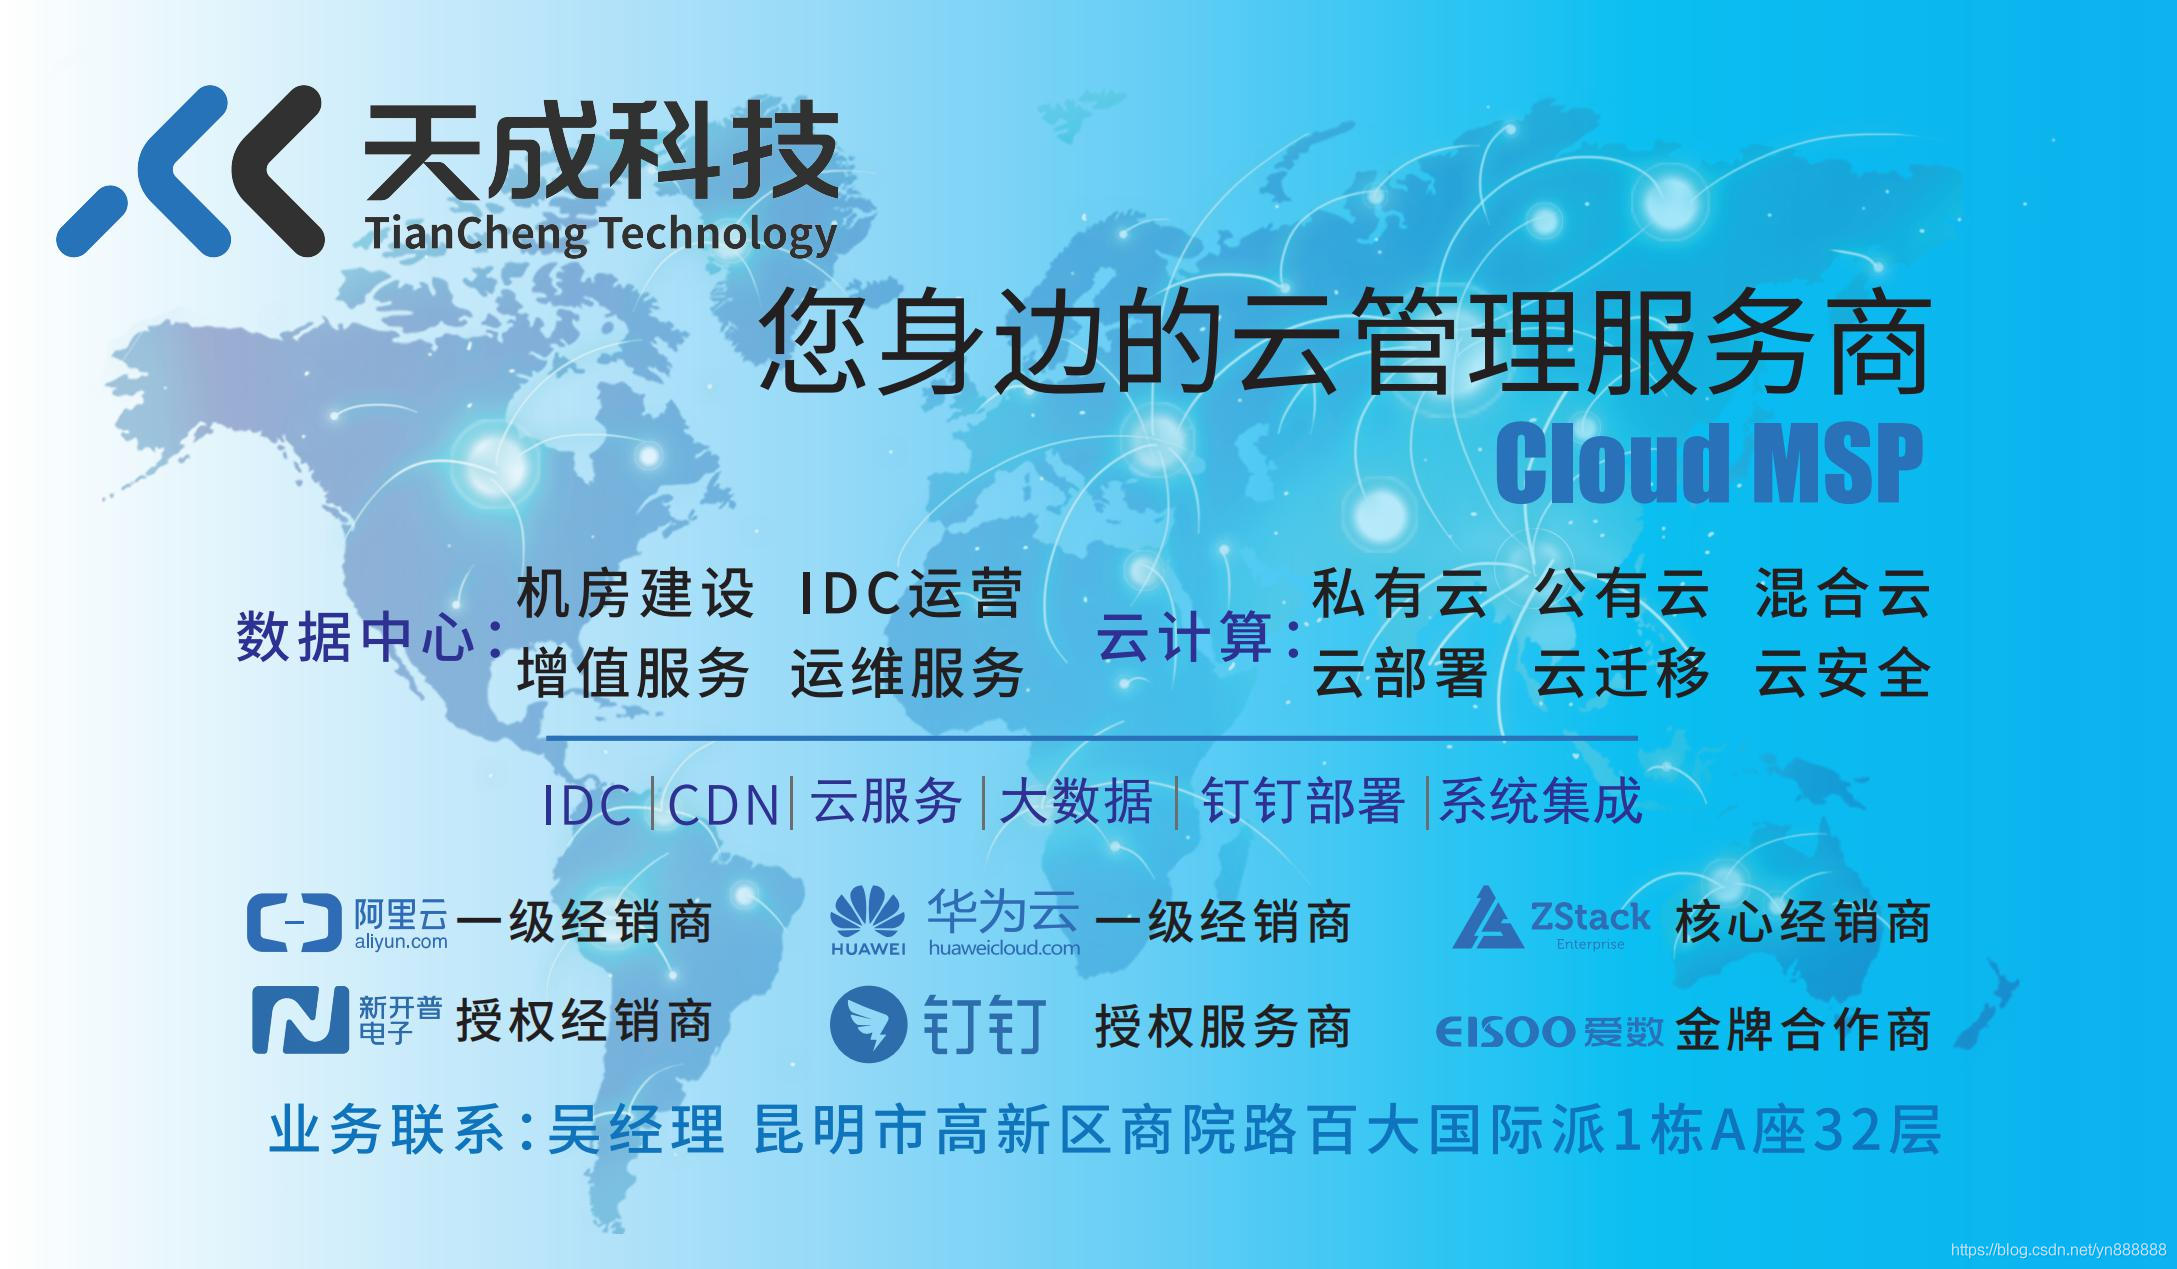 天成科技
TianCheng Technology
您身边的云管理服务商
Cloud MSP
数据中心：
机房建设 IDC运营
增值服务 运维服务
云计算：
私有云 公有云 混合云
云部署 云迁移 云安全
IDC | CDN | 云服务 | 大数据 | 钉钉部署 | 系统集成
阿里云
aliyun.com
一级经销商
HUAWEI
华为云
huaweicloud.com
一级经销商
ZStack
Enterprise
核心经销商
新开普
电子
授权经销商
钉钉
授权服务商
EISOO 爱数
金牌合作商
业务联系：吴经理 昆明市高新区商院路百大国际派1栋A座32层
https://blog.csdn.net/yn888888